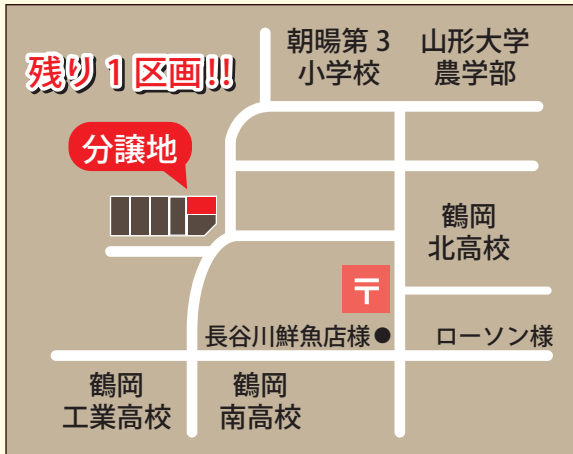 残り1区画!!
朝暘第3
小学校
山形大学
農学部
分譲地
鶴岡
北高校
〒
長谷川鮮魚店様●
ローソン様
鶴岡
工業高校
鶴岡
南高校